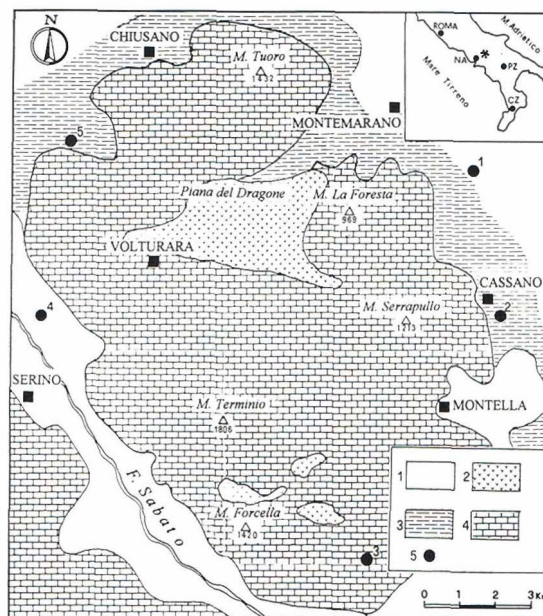 N
CHIUSANO
M. Tuoro
1432
MONTEMARANO
ROMA
M. Adriatico
NA
*
PZ
Mare Tirreno
CZ
5
1
Piana del Dragone
M. La Foresta
969
VOLTURARA
CASSANO
2
4
M. Serrapullo
1213
SERINO
M. Terminio
1806
MONTELLA
F. Sabato
M. Forcella
1420
3
1
2
3
4
5
0 1 2 3 Km